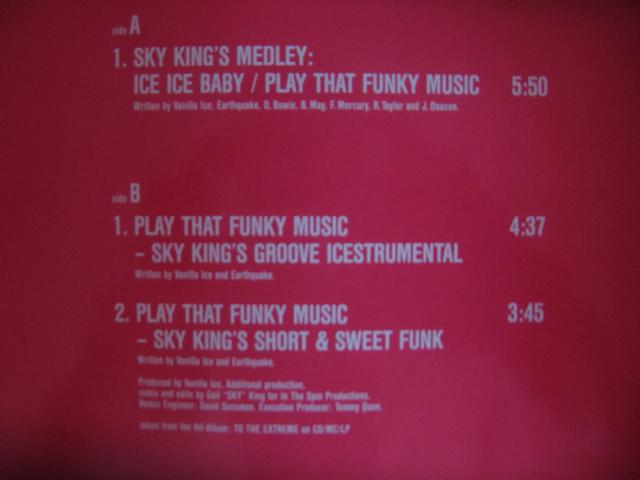 side A
1. SKY KING'S MEDLEY:
ICE ICE BABY / PLAY THAT FUNKY MUSIC 5:50
Written by Vanilla Ice, Earthquake, D. Bowie, B. May, F. Mercury, R. Taylor and J. Deacon.
side B
1. PLAY THAT FUNKY MUSIC 4:37
– SKY KING'S GROOVE ICESTRUMENTAL
Written by Vanilla Ice and Earthquake.
2. PLAY THAT FUNKY MUSIC 3:45
– SKY KING'S SHORT & SWEET FUNK
Written by Vanilla Ice and Earthquake.
Produced by Vanilla Ice. Additional production,
remix and edits by Gail "SKY" King for In The Spin Productions.
Remix Engineer: David Sussman. Executive Producer: Tommy Quon.
taken from the Hit-Album: TO THE EXTREME on CD/MC/LP